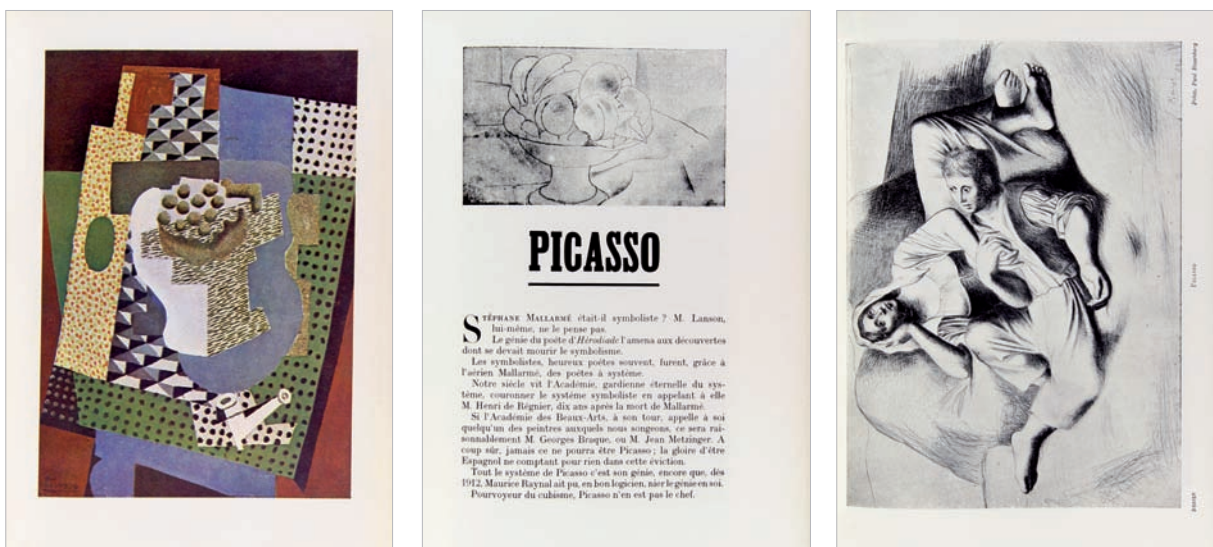 PICASSO
STÉPHANE MALLARMÉ était-il symboliste ? M. Lanson,
lui-même, ne le pense pas.
Le génie du poète d'Hérodiade l'amena aux découvertes
dont se devait mourir le symbolisme.
Les symbolistes, heureux poètes souvent, furent, grâce à
l'aérien Mallarmé, des poètes à système.
Notre siècle vit l'Académie, gardienne éternelle du sys-
tème, couronner le système symboliste en appelant à elle
M. Henri de Régnier, dix ans après la mort de Mallarmé.
Si l'Académie des Beaux-Arts, à son tour, appelle à soi
quelqu'un des peintres auxquels nous songeons, ce sera rai-
sonnablement M. Georges Braque, ou M. Jean Metzinger. A
coup sûr, jamais ce ne pourra être Picasso ; la gloire d'être
Espagnol ne comptant pour rien dans cette éviction.
Tout le système de Picasso c'est son génie, encore que, dès
1912, Maurice Raynal ait pu, en bon logicien, nier le génie en soi.
Pourvoyeur du cubisme, Picasso n'en est pas le chef.
Photo. Paul Rosenberg
PICASSO